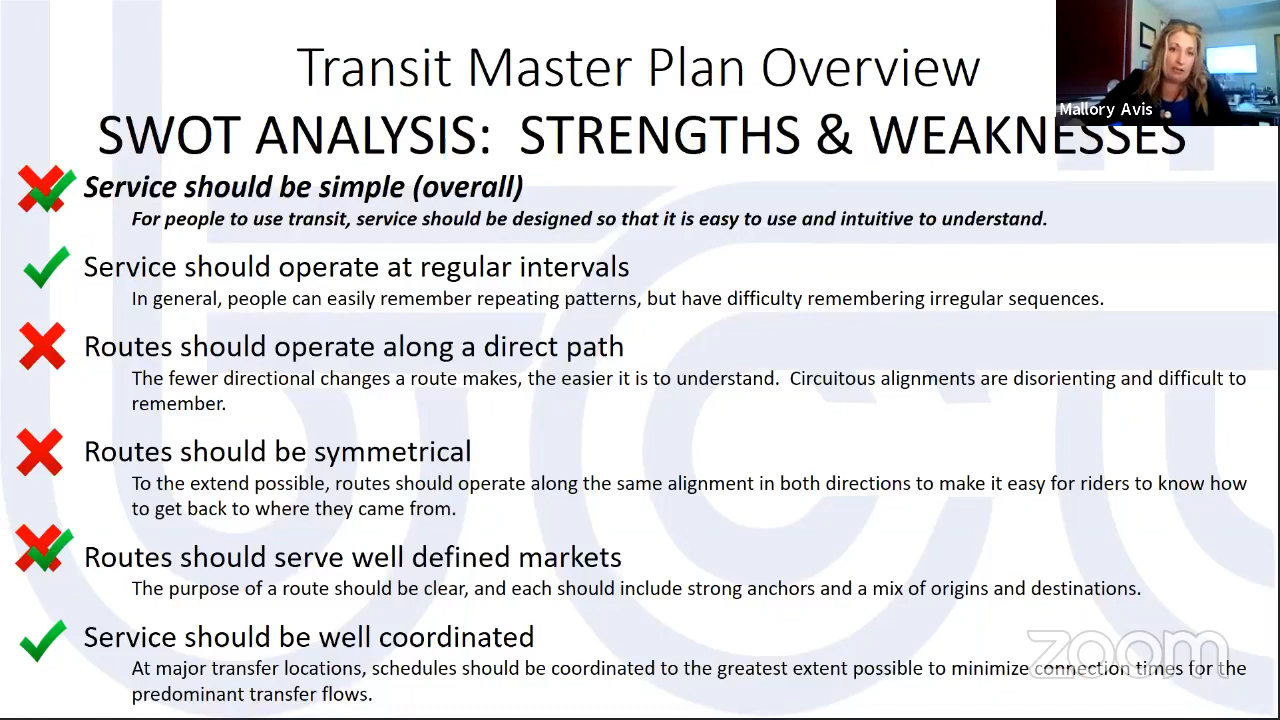 Transit Master Plan Overview
Mallory Avis
SWOT ANALYSIS:  STRENGTHS & WEAKNESSES
Service should be simple (overall)
For people to use transit, service should be designed so that it is easy to use and intuitive to understand.
Service should operate at regular intervals
In general, people can easily remember repeating patterns, but have difficulty remembering irregular sequences.
Routes should operate along a direct path
The fewer directional changes a route makes, the easier it is to understand.  Circuitous alignments are disorienting and difficult to
remember.
Routes should be symmetrical
To the extend possible, routes should operate along the same alignment in both directions to make it easy for riders to know how
to get back to where they came from.
Routes should serve well defined markets
The purpose of a route should be clear, and each should include strong anchors and a mix of origins and destinations.
Service should be well coordinated
zoom
At major transfer locations, schedules should be coordinated to the greatest extent possible to minimize connection times for the
predominant transfer flows.